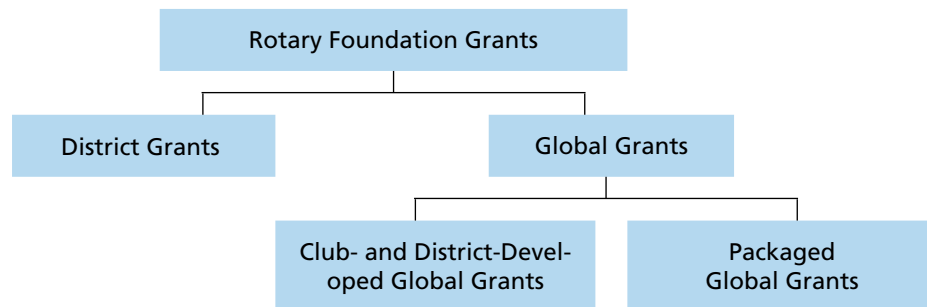 Rotary Foundation Grants
District Grants
Global Grants
Club- and District-Devel-
oped Global Grants
Packaged
Global Grants